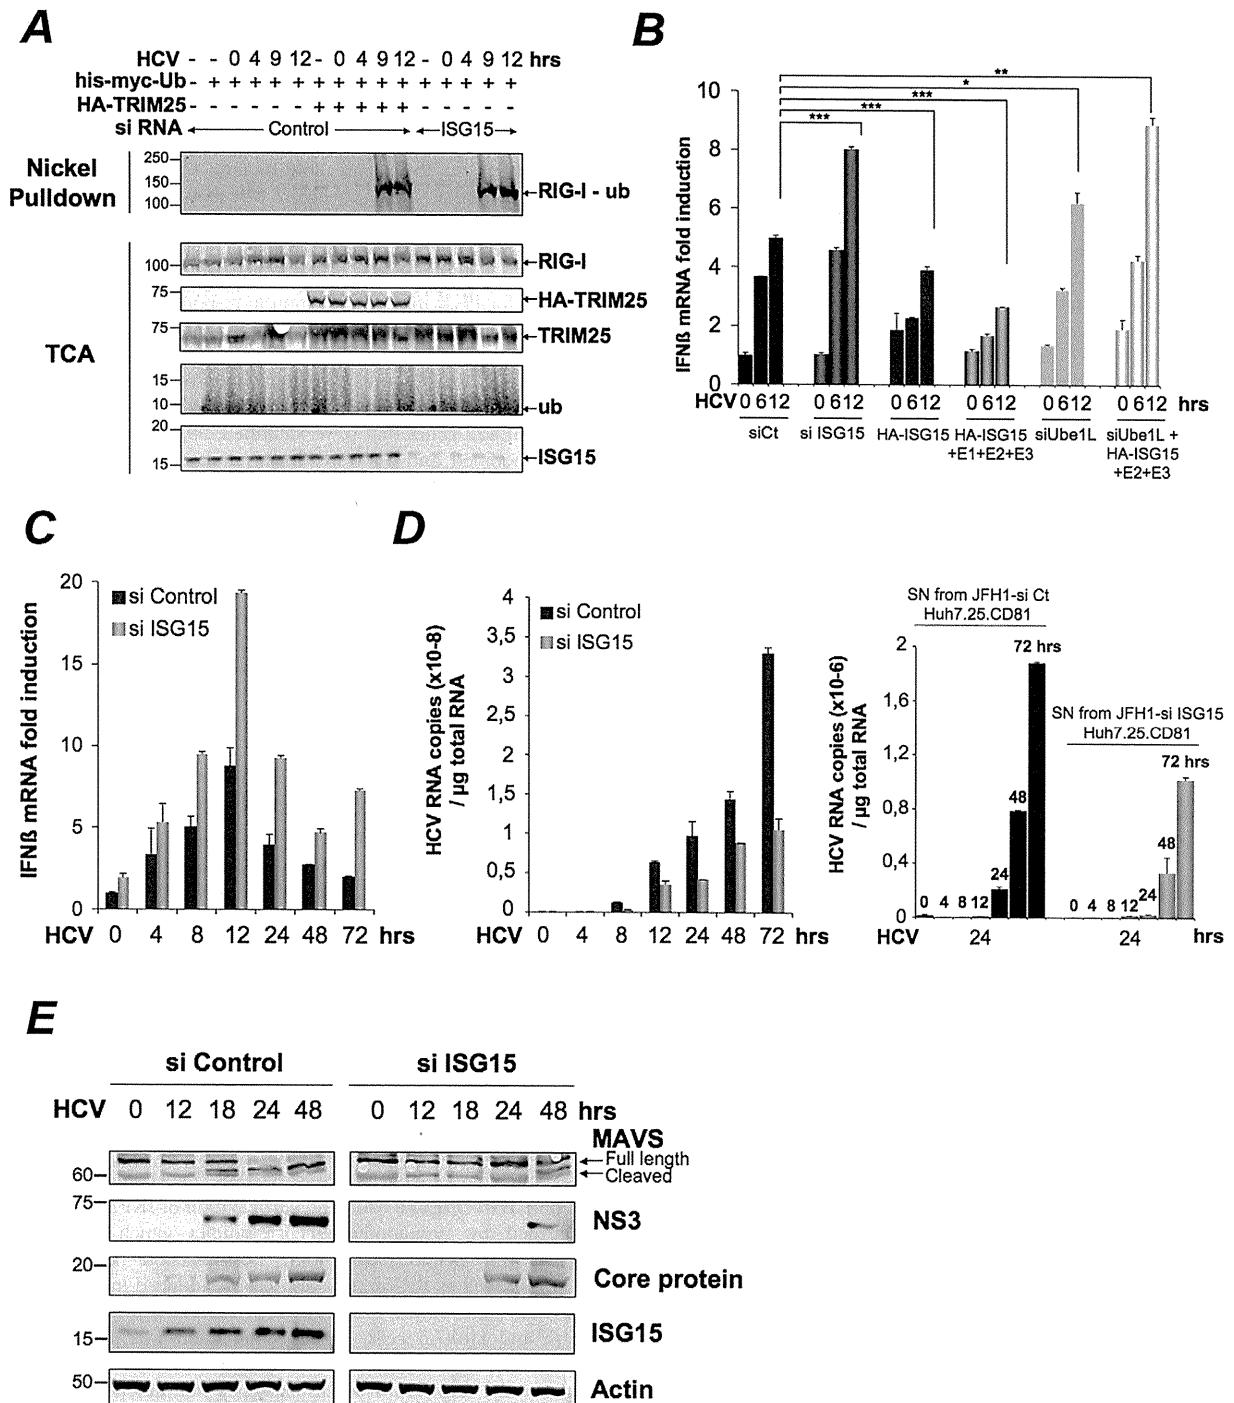 A
HCV - - 0 4 9 12 - 0 4 9 12 - 0 4 9 12 hrs
his-myc-Ub - + + + + + + + + + + + + + + +
HA-TRIM25 - - - - - - + + + + + - - - - -
si RNA Control ISG15
Nickel Pulldown
250
150
100
RIG-I - ub
TCA
100
RIG-I
75
HA-TRIM25
75
TRIM25
15
10
ub
20
15
ISG15
B
IFNß mRNA fold induction
10
8
6
4
2
0
**
*
***
***
***
HCV 0 6 12 0 6 12 0 6 12 0 6 12 0 6 12 0 6 12 hrs
siCt
si ISG15
HA-ISG15
HA-ISG15 +E1+E2+E3
siUbe1L
siUbe1L + HA-ISG15 +E2+E3
C
IFNß mRNA fold induction
20
15
10
5
0
si Control
si ISG15
HCV 0 4 8 12 24 48 72 hrs
D
HCV RNA copies (x10-8) / µg total RNA
4
3,5
3
2,5
2
1,5
1
0,5
0
si Control
si ISG15
HCV 0 4 8 12 24 48 72 hrs
HCV RNA copies (x10-6) / µg total RNA
2
1,6
1,2
0,8
0,4
0
SN from JFH1-si Ct
Huh7.25.CD81
0 4 8 12 24 48 72 hrs
SN from JFH1-si ISG15
Huh7.25.CD81
0 4 8 12 24 48 72 hrs
HCV 24 24 hrs
E
si Control si ISG15
HCV 0 12 18 24 48 0 12 18 24 48 hrs
MAVS
Full length
60
Cleaved
75
NS3
20
Core protein
15
ISG15
50
Actin